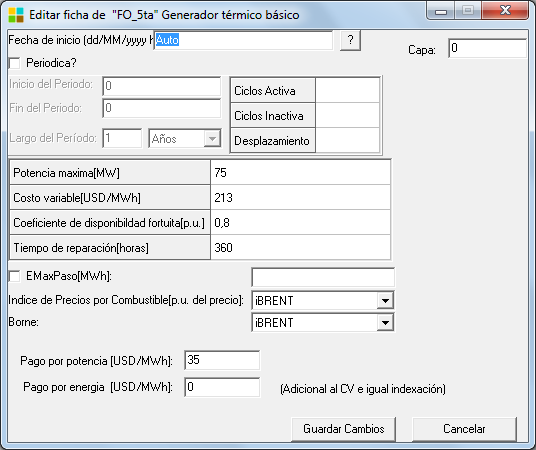 Editar ficha de "FO_5ta" Generador térmico básico
Fecha de inicio (dd/MM/yyyy h
Auto
?
Capa:
0
Periodica?
Inicio del Periodo:
0
Fin del Periodo:
0
Largo del Período:
1
Años
Ciclos Activa
Ciclos Inactiva
Desplazamiento
Potencia maxima[MW]
75
Costo variable[USD/MWh]
213
Coeficiente de disponibildad fortuita[p.u.]
0,8
Tiempo de reparación[horas]
360
EMaxPaso[MWh]:
Indice de Precios por Combustible[p.u. del precio]:
iBRENT
Borne:
iBRENT
Pago por potencia [USD/MWh]:
35
Pago por energia [USD/MWh]:
0
(Adicional al CV e igual indexación)
Guardar Cambios
Cancelar